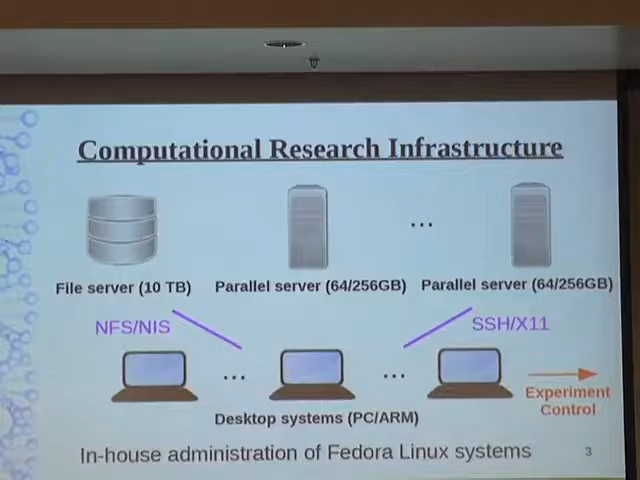 Computational Research Infrastructure
...
File server (10 TB)
Parallel server (64/256GB)
Parallel server (64/256GB)
NFS/NIS
SSH/X11
...
...
Experiment
Control
Desktop systems (PC/ARM)
In-house administration of Fedora Linux systems
3